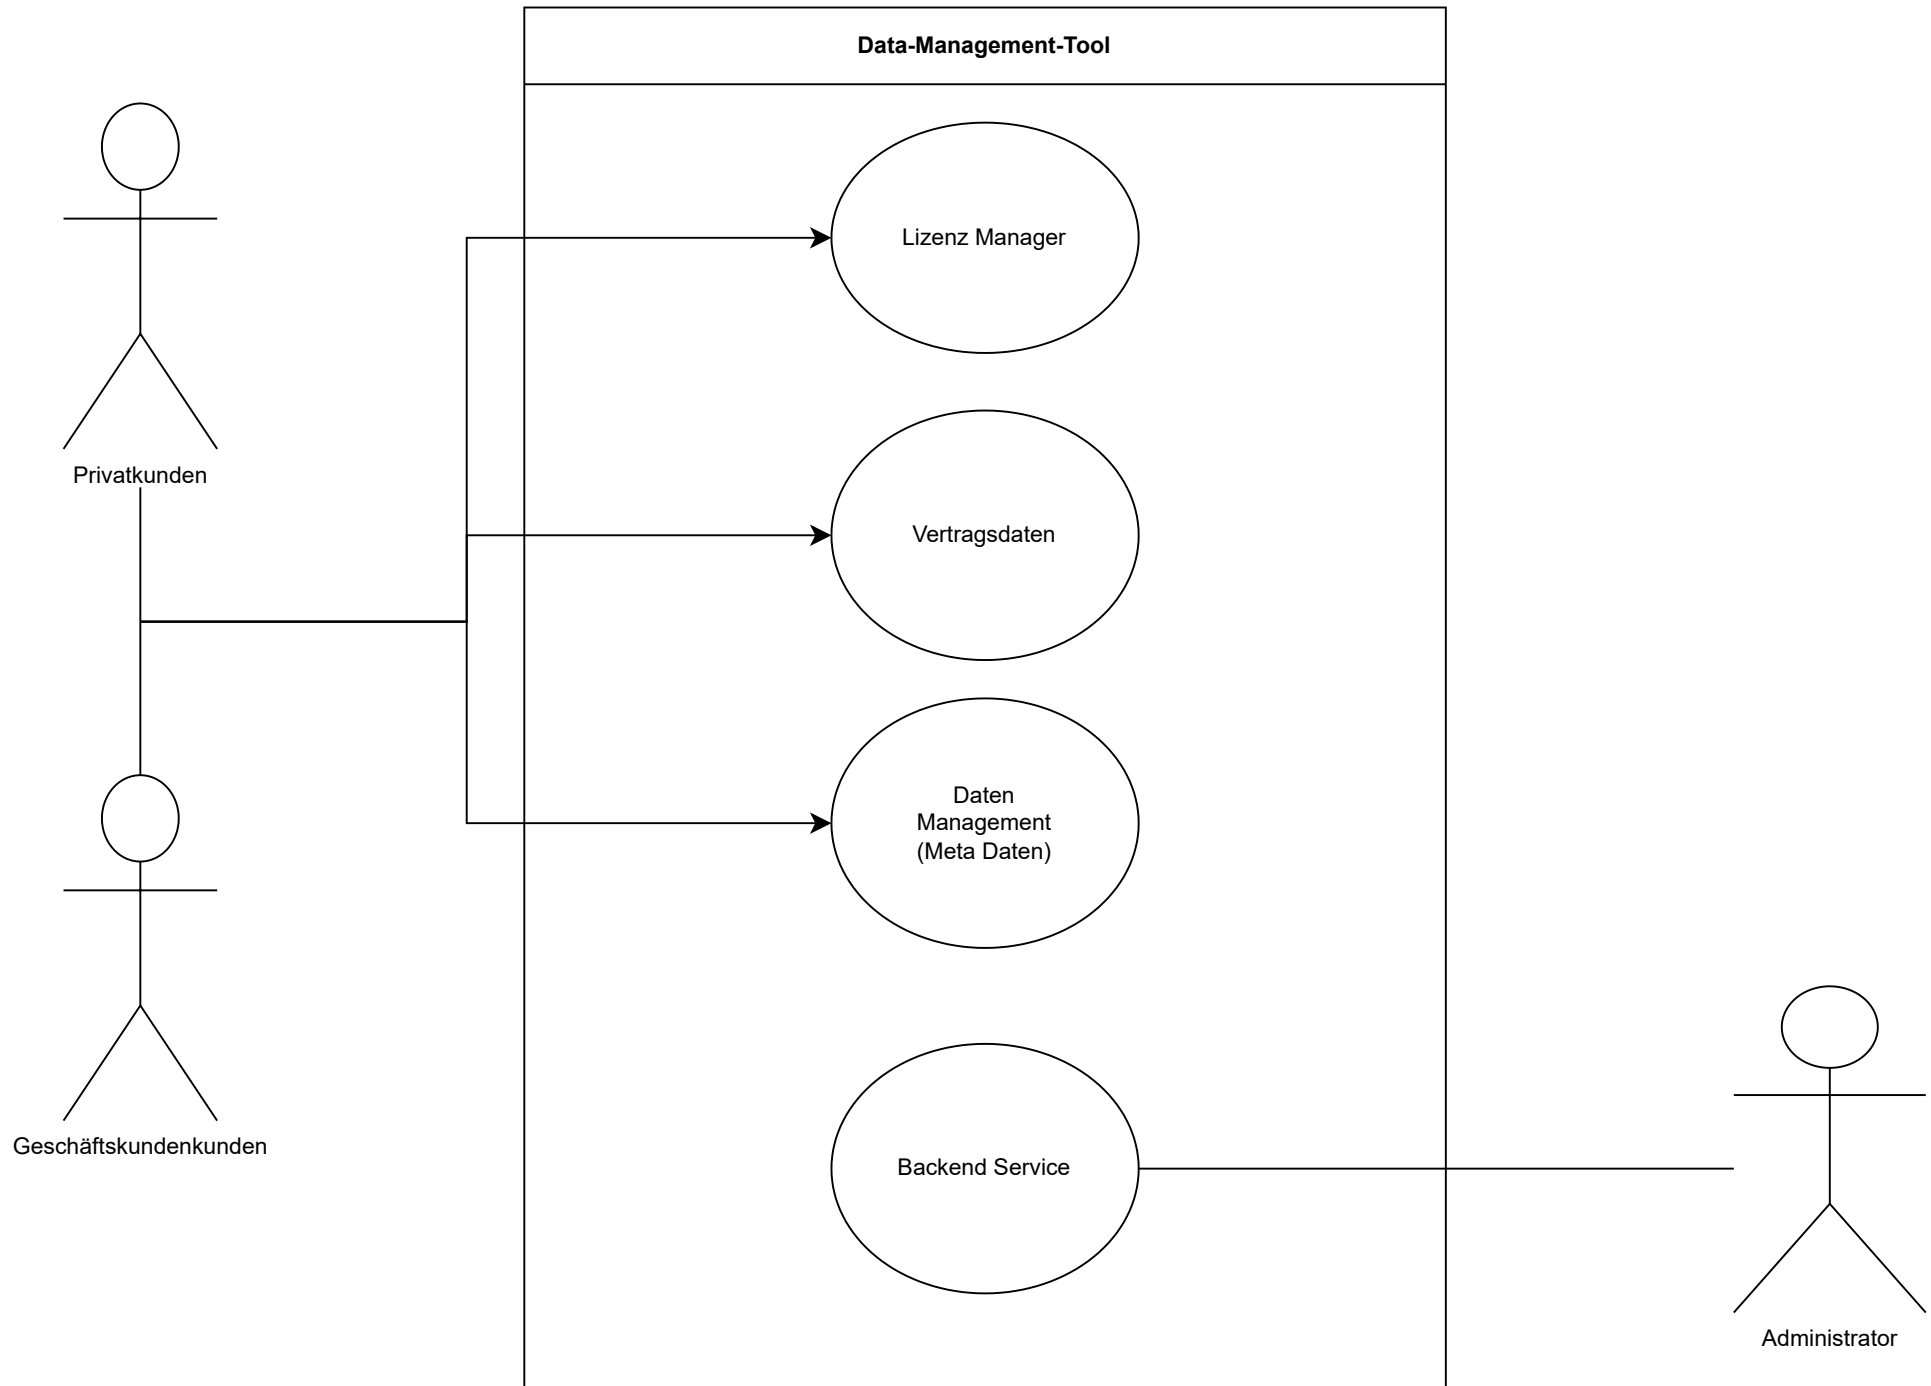 Data-Management-Tool
Lizenz Manager
Privatkunden
Vertragsdaten
Daten
Management
(Meta Daten)
Geschäftskundenkunden
Backend Service
Administrator